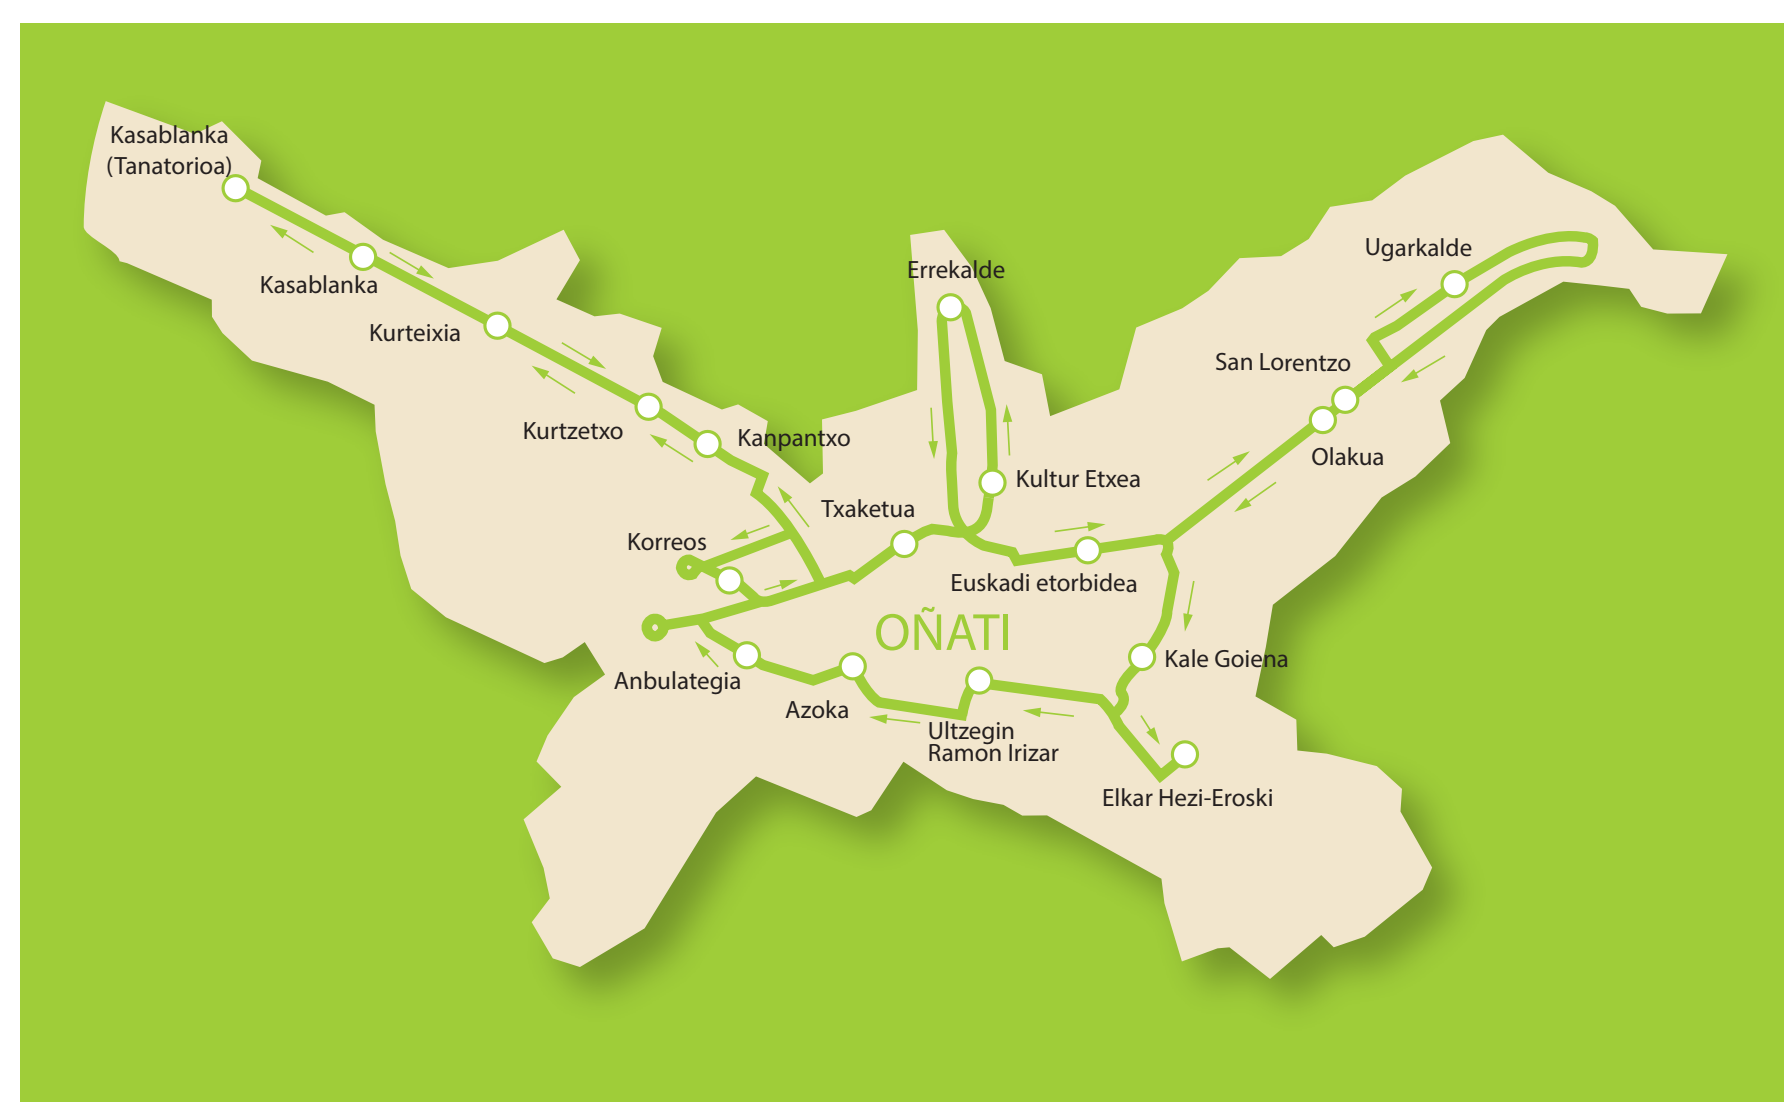 Kasablanka
(Tanatorioa)
Kasablanka
Kurteixia
Kurtzetxo
Kanpantxo
Korreos
Txaketua
Errekalde
Kultur Etxea
Euskadi etorbidea
Ugarkalde
San Lorentzo
Olakua
OÑATI
Kale Goiena
Anbulategia
Azoka
Ultzegin
Ramon Irizar
Elkar Hezi-Eroski